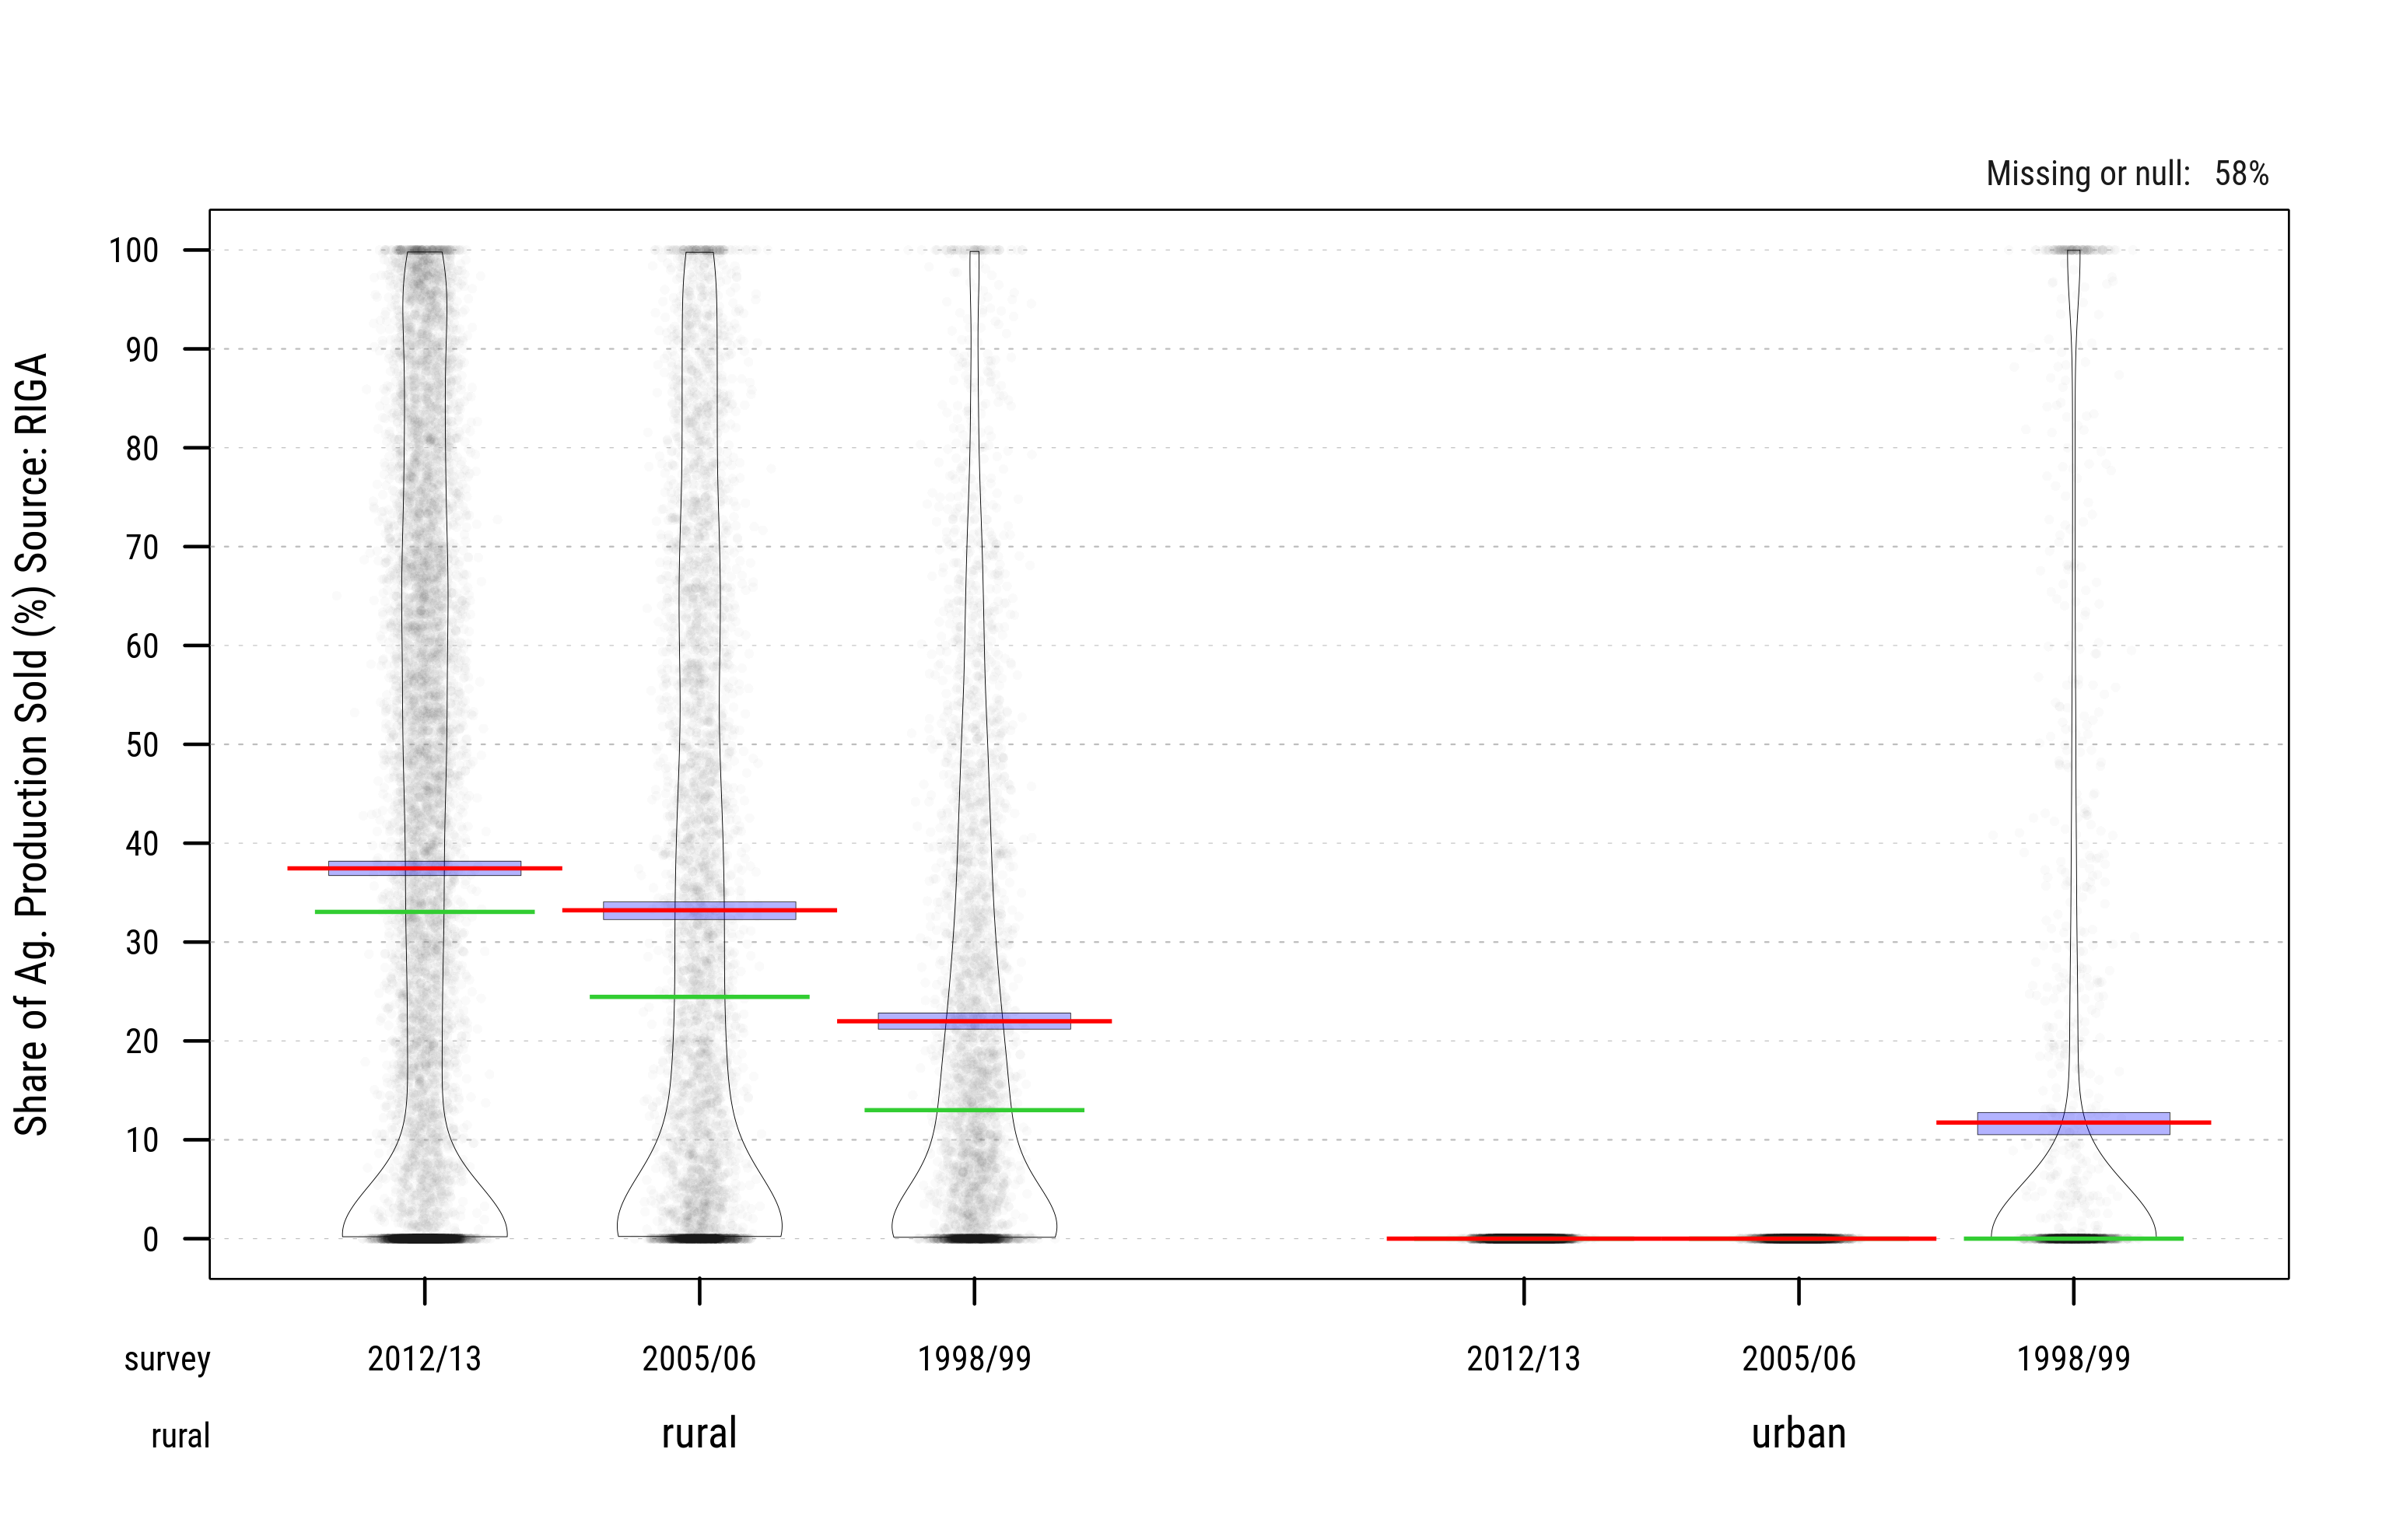 Missing or null: 58%
Share of Ag. Production Sold (%) Source: RIGA
100
90
80
70
60
50
40
30
20
10
0
survey 2012/13 2005/06 1998/99 2012/13 2005/06 1998/99
rural rural urban